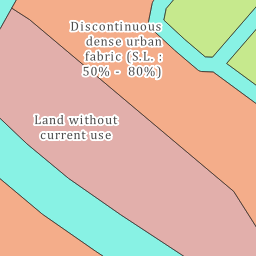 Discontinuous
dense urban
fabric (S.L. :
50% - 80%)
Land without
current use